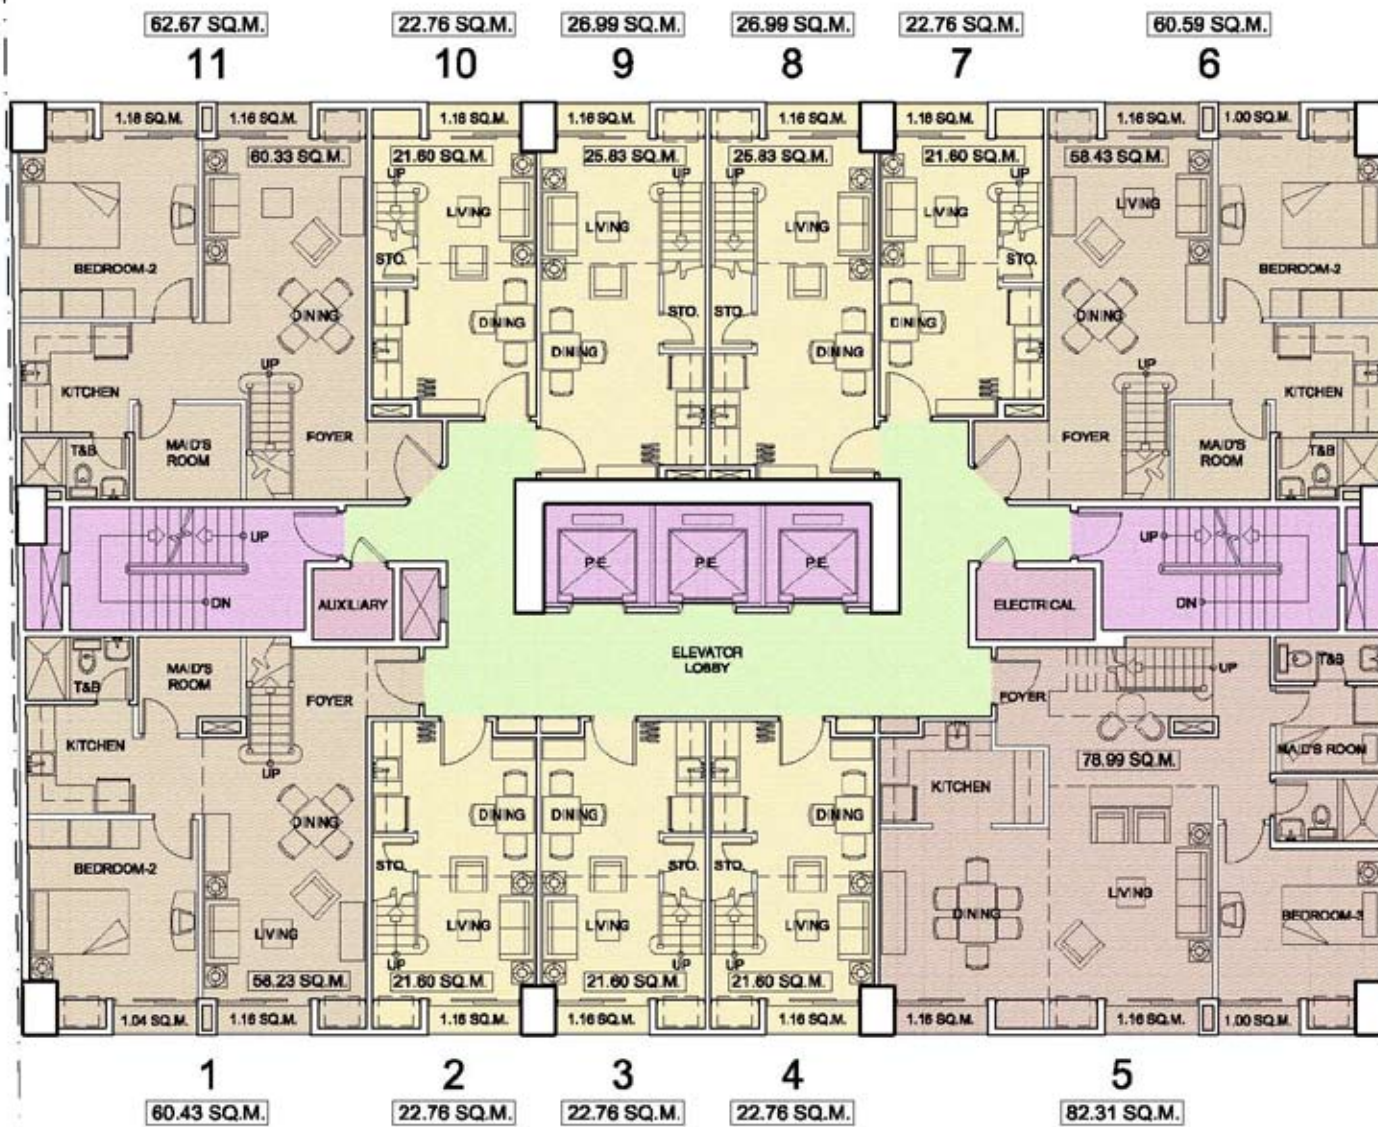 62.67 SQ.M. 22.76 SQ.M. 26.99 SQ.M. 26.99 SQ.M. 22.76 SQ.M. 60.59 SQ.M.
11 10 9 8 7 6
1.18 SQ.M. 1.16 SQ.M. 1.16 SQ.M. 1.16 SQ.M. 1.16 SQ.M. 1.16 SQ.M. 1.16 SQ.M. 1.00 SQ.M.
60.33 SQ.M. 21.60 SQ.M. 25.83 SQ.M. 25.83 SQ.M. 21.60 SQ.M. 58.43 SQ.M.
UP UP UP UP
LIVING LIVING LIVING LIVING LIVING LIVING
STO. STO.
BEDROOM-2 BEDROOM-2
STO. STO.
DINING DINING DINING DINING
DINING DINING
UP UP
KITCHEN KITCHEN
FOYER FOYER
T&B MAID'S ROOM MAID'S ROOM T&B
UP UP
P.E. P.E. P.E.
DN AUXILIARY ELECTRICAL DN
ELEVATOR
LOBBY
T&B MAID'S ROOM FOYER UP T&B
FOYER
KITCHEN MAID'S ROOM
78.99 SQ.M.
UP
KITCHEN
DINING DINING DINING DINING
BEDROOM-2 STO. STO. STO.
LIVING
DINING BEDROOM-3
LIVING LIVING LIVING LIVING
UP UP UP
58.23 SQ.M. 21.60 SQ.M. 21.60 SQ.M. 21.60 SQ.M.
1.04 SQ.M. 1.16 SQ.M. 1.16 SQ.M. 1.16 SQ.M. 1.16 SQ.M. 1.16 SQ.M. 1.16 SQ.M. 1.00 SQ.M.
1 2 3 4 5
60.43 SQ.M. 22.76 SQ.M. 22.76 SQ.M. 22.76 SQ.M. 82.31 SQ.M.